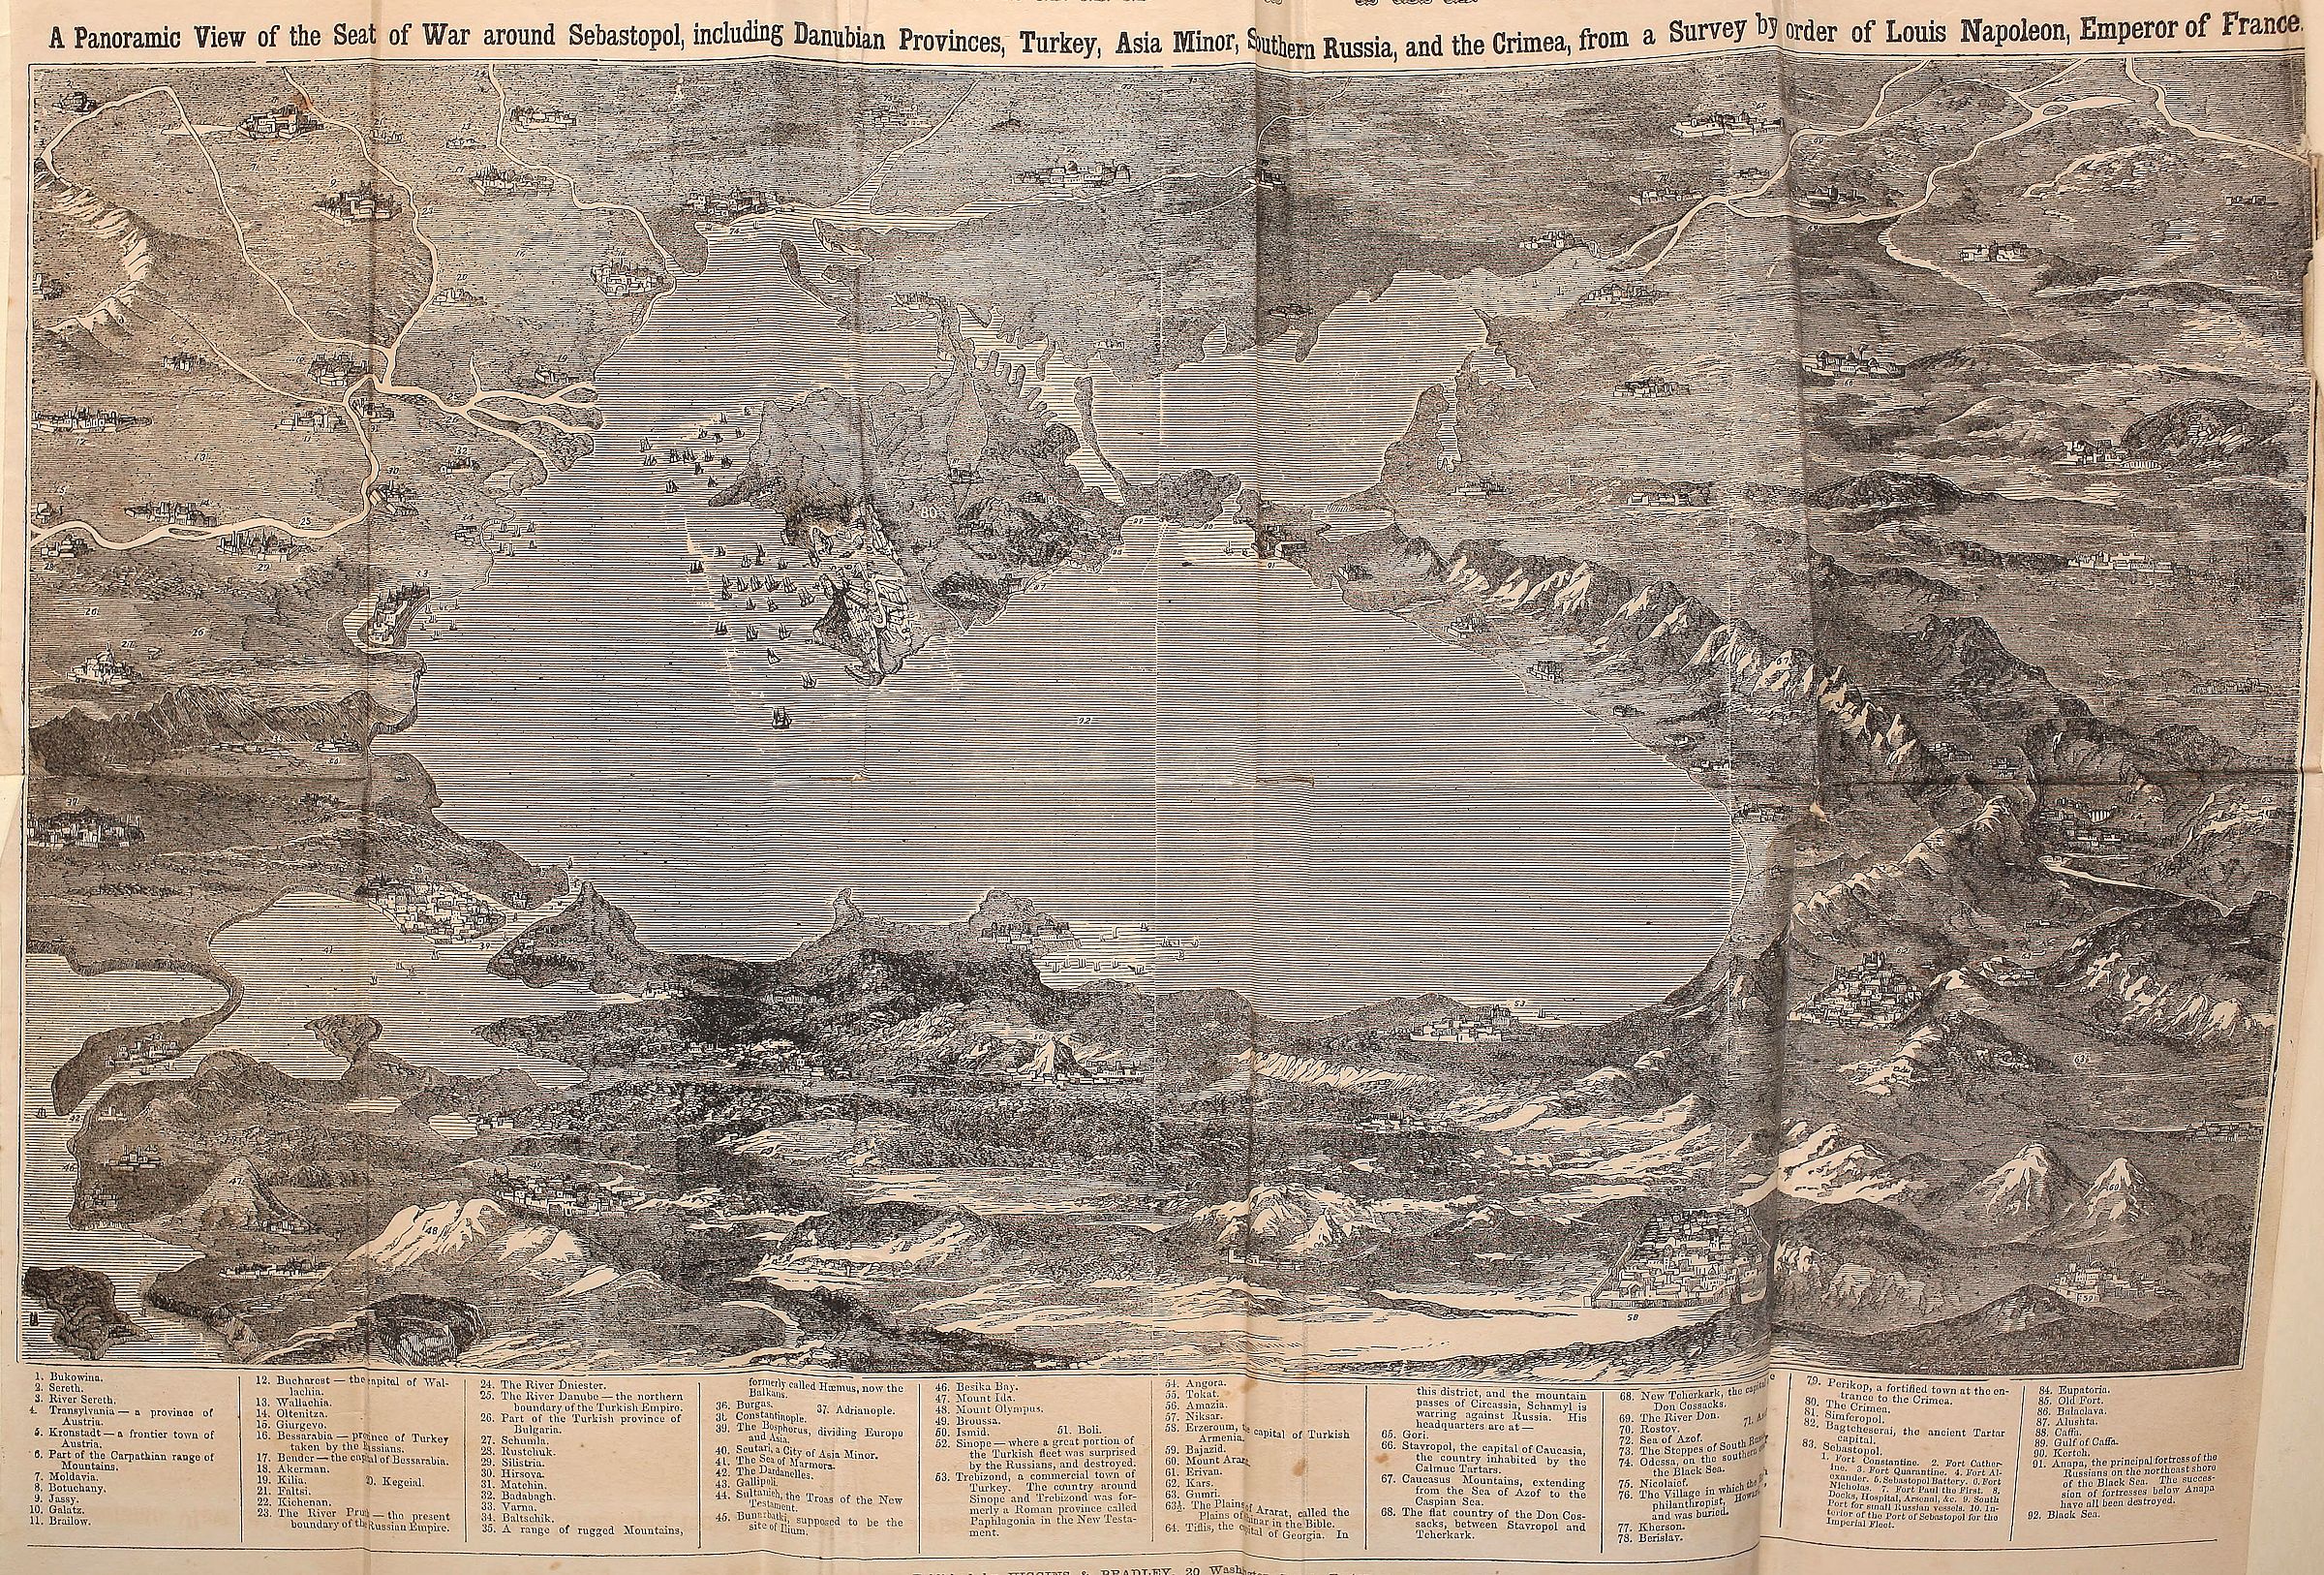 A Panoramic View of the Seat of War around Sebastopol, including Danubian Provinces, Turkey, Asia Minor, Southern Russia, and the Crimea, from a Survey by order of Louis Napoleon, Emperor of France.
1. Bukowina.
2. Sereth.
3. River Sereth.
4. Transylvania — a province of
Austria.
5. Kronstadt — a frontier town of
Austria.
6. Part of the Carpathian range of
Mountains.
7. Moldavia.
8. Botuchany.
9. Jassy.
10. Galatz.
11. Brailow.
12. Bucharest — the capital of Wal-
lachia.
13. Wallachia.
14. Oltenitza.
15. Giurgevo.
16. Bessarabia — province of Turkey
taken by the Russians.
17. Bender — the capital of Bessarabia.
18. Akerman.
19. Kilia. 20. Kegeial.
21. Faltsi.
22. Kichenan.
23. The River Pruth — the present
boundary of the Russian Empire.
24. The River Dniester.
25. The River Danube — the northern
boundary of the Turkish Empire.
26. Part of the Turkish province of
Bulgaria.
27. Schumla.
28. Rustchuk.
29. Silistria.
30. Hirsova.
31. Matchin.
32. Badabagh.
33. Varna.
34. Baltschik.
35. A range of rugged Mountains,
formerly called Hæmus, now the
Balkans.
36. Burgas. 37. Adrianople.
38. Constantinople.
39. The Bosphorus, dividing Europe
and Asia.
40. Scutari, a City of Asia Minor.
41. The Sea of Marmora.
42. The Dardanelles.
43. Gallipoli.
44. Sultanieh, the Troas of the New
Testament.
45. Bunarbatki, supposed to be the
site of Ilium.
46. Besika Bay.
47. Mount Ida.
48. Mount Olympus.
49. Broussa.
50. Ismid. 51. Boli.
52. Sinope — where a great portion of
the Turkish fleet was surprised
by the Russians, and destroyed.
53. Trebizond, a commercial town of
Turkey. The country around
Sinope and Trebizond was for-
merly a Roman province called
Paphlagonia in the New Testa-
ment.
54. Angora.
55. Tokat.
56. Amazia.
57. Niksar.
58. Erzeroum, the capital of Turkish
Armenia.
59. Bajazid.
60. Mount Ararat.
61. Erivan.
62. Kars.
63. Gumri.
63½. The Plains of Ararat, called the
Plains of Shinar in the Bible.
64. Tiflis, the capital of Georgia. In
this district, and the mountain
passes of Circassia, Schamyl is
warring against Russia. His
headquarters are at —
65. Gori.
66. Stavropol, the capital of Caucasia,
the country inhabited by the
Calmuc Tartars.
67. Caucasus Mountains, extending
from the Sea of Azof to the
Caspian Sea.
68. The flat country of the Don Cos-
sacks, between Stavropol and
Tcherkark.
68. New Tcherkark, the capital
Don Cossacks.
69. The River Don. 71.
70. Rostov.
72. Sea of Azof.
73. The Steppes of South Russia
74. Odessa, on the southern
the Black Sea.
75. Nicolaief.
76. The Village in which the
philanthropist, Howard,
and was buried.
77. Kherson.
78. Berislav.
79. Perikop, a fortified town at the en-
trance to the Crimea.
80. The Crimea.
81. Simferopol.
82. Bagtcheserai, the ancient Tartar
capital.
83. Sebastopol.
1. Fort Constantine. 2. Fort Cather-
ine. 3. Fort Quarantine. 4. Fort Al-
exander. 5. Sebastopol Battery. 6. Fort
Nicholas. 7. Fort Paul the First. 8.
Docks, Hospital, Arsenal, &c. 9. South
Port for small Russian vessels. 10. In-
terior of the Port of Sebastopol for the
Imperial Fleet.
84. Eupatoria.
85. Old Fort.
86. Balaclava.
87. Alushta.
88. Caffa.
89. Gulf of Caffa.
90. Kertch.
91. Anapa, the principal fortress of the
Russians on the northeast shore
of the Black Sea. The succes-
sion of fortresses below Anapa
have all been destroyed.
92. Black Sea.
HIGGINS & BRADLEY, 20